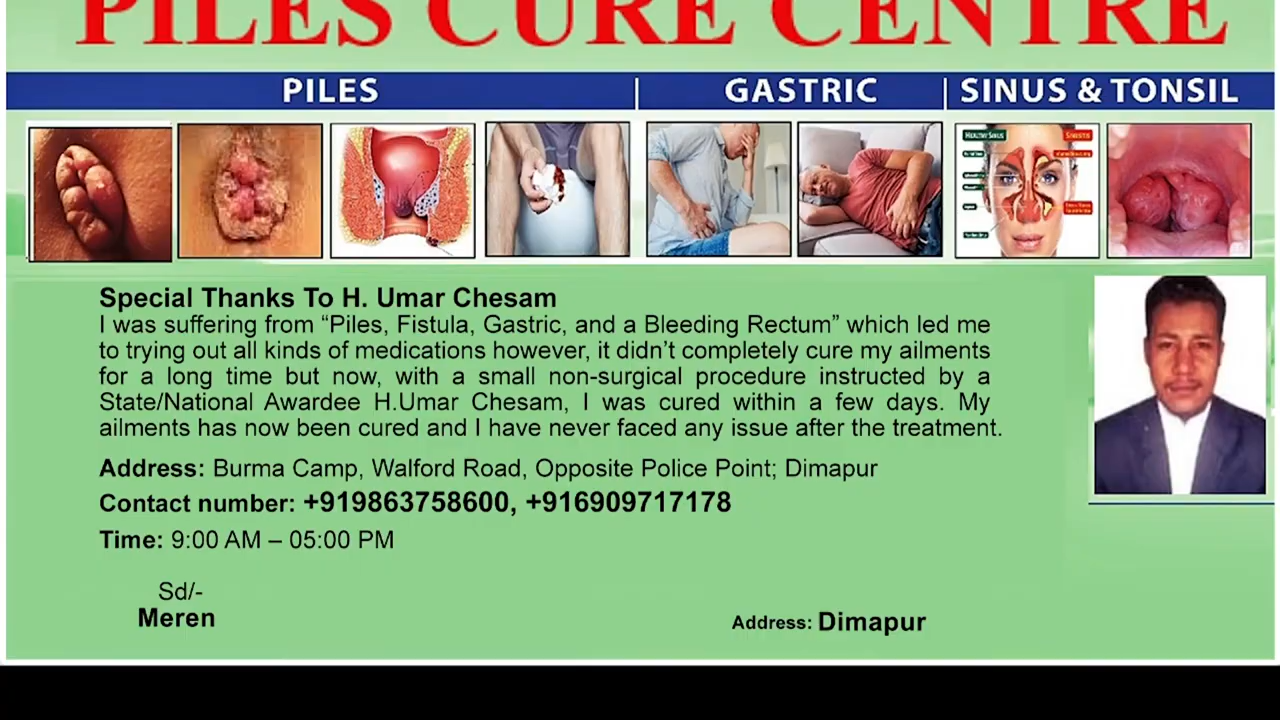 PILES CURE CENTRE
PILES | GASTRIC | SINUS & TONSIL
HEALTHY SINUS SINUSITIS
Special Thanks To H. Umar Chesam
I was suffering from “Piles, Fistula, Gastric, and a Bleeding Rectum” which led me
to trying out all kinds of medications however, it didn’t completely cure my ailments
for a long time but now, with a small non-surgical procedure instructed by a
State/National Awardee H.Umar Chesam, I was cured within a few days. My
ailments has now been cured and I have never faced any issue after the treatment.
Address: Burma Camp, Walford Road, Opposite Police Point; Dimapur
Contact number: +919863758600, +916909717178
Time: 9:00 AM – 05:00 PM
Sd/-
Meren
Address: Dimapur